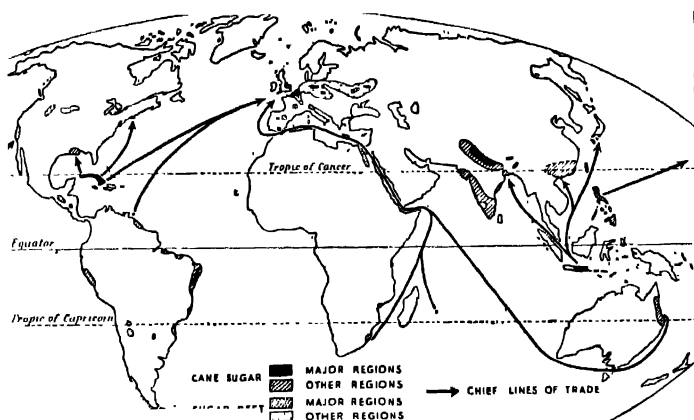 Tropic of Cancer
Equator
Tropic of Capricorn
CANE SUGAR
MAJOR REGIONS
OTHER REGIONS
MAJOR REGIONS
OTHER REGIONS
CHIEF LINES OF TRADE